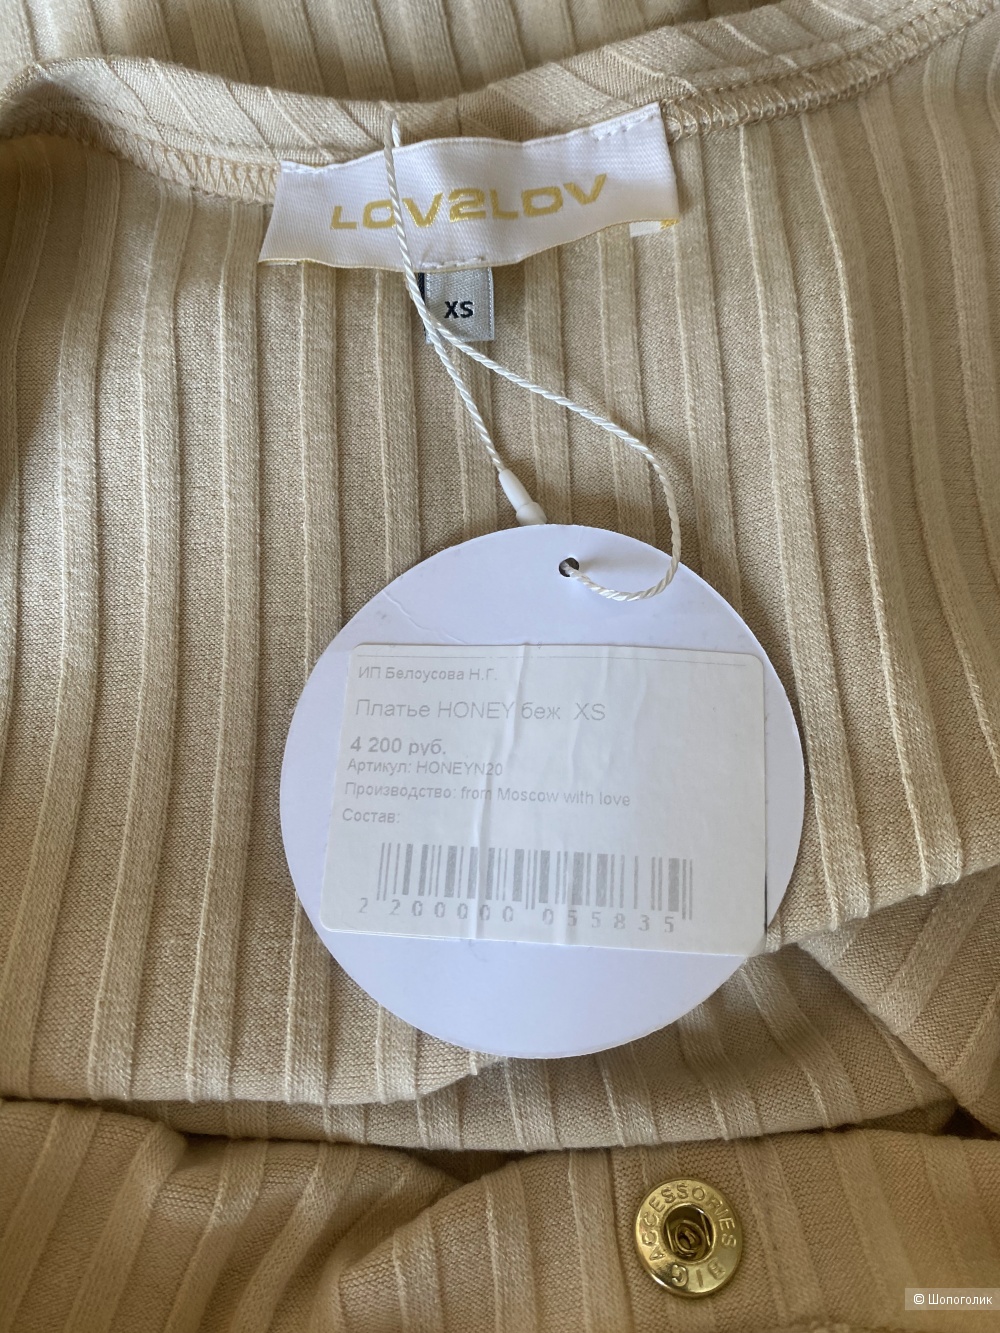 LOV2LOV
XS
ИП Белоусова Н.Г.
Платье HONEY беж XS
4 200 руб.
Артикул: HONEYN20
Производство: from Moscow with love
Состав:
2 200000 055835
ACCESSORIES
BIG
© Шопоголик